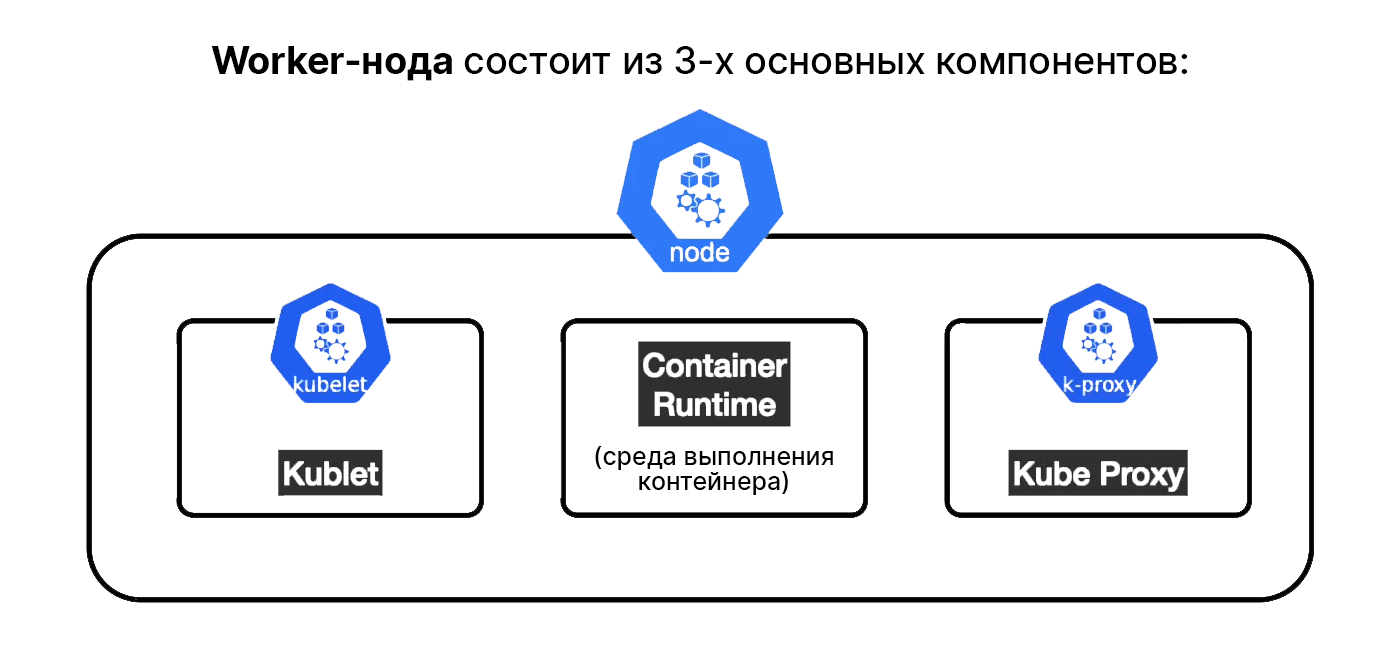 Worker-нода состоит из 3-х основных компонентов:
node
kubelet
Kublet
Container
Runtime
(среда выполнения
контейнера)
k-proxy
Kube Proxy